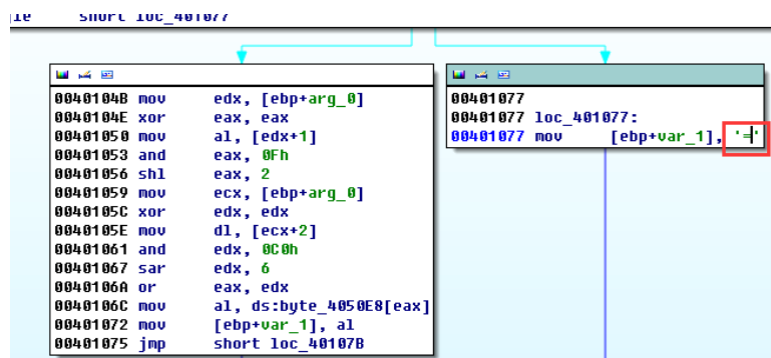 short loc_401077
0040104B mov     edx, [ebp+arg_0]
0040104E xor     eax, eax
00401050 mov     al, [edx+1]
00401053 and     eax, 0Fh
00401056 shl     eax, 2
00401059 mov     ecx, [ebp+arg_0]
0040105C xor     edx, edx
0040105E mov     dl, [ecx+2]
00401061 and     edx, 0C0h
00401067 sar     edx, 6
0040106A or      eax, edx
0040106C mov     al, ds:byte_4050E8[eax]
00401072 mov     [ebp+var_1], al
00401075 jmp     short loc_40107B
00401077
00401077 loc_401077:
00401077 mov     [ebp+var_1], '='